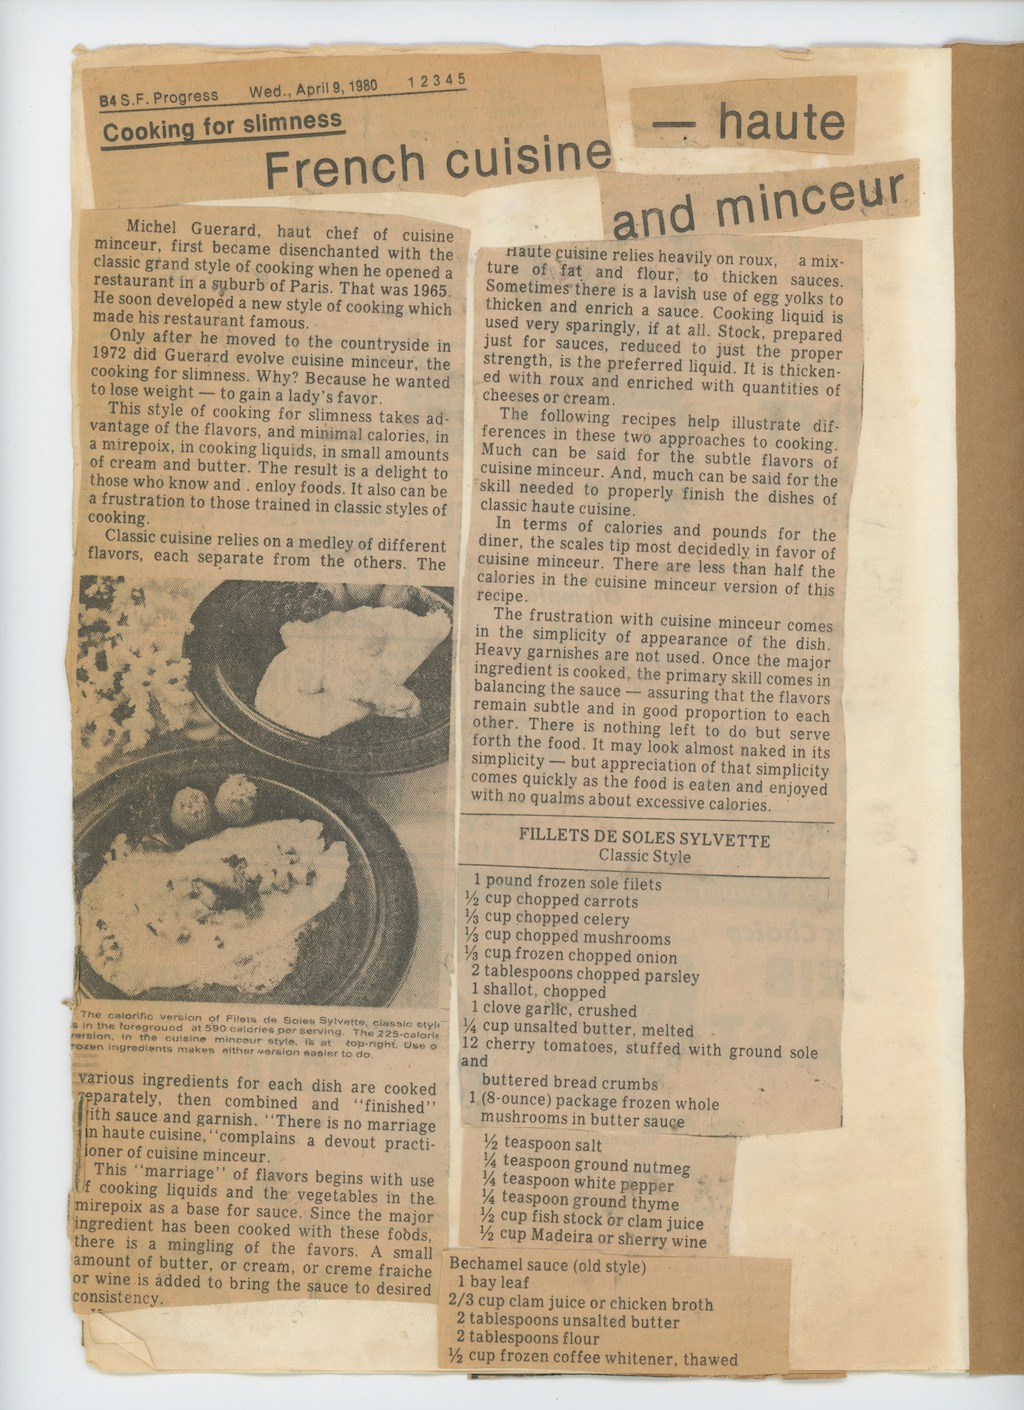 B4 S.F. Progress Wed., April 9, 1980 1 2 3 4 5
Cooking for slimness
French cuisine — haute
and minceur
Michel Guerard, haut chef of cuisine
minceur, first became disenchanted with the
classic grand style of cooking when he opened a
restaurant in a suburb of Paris. That was 1965.
He soon developed a new style of cooking which
made his restaurant famous.
Only after he moved to the countryside in
1972 did Guerard evolve cuisine minceur, the
cooking for slimness. Why? Because he wanted
to lose weight — to gain a lady's favor.
This style of cooking for slimness takes ad-
vantage of the flavors, and minimal calories, in
a mirepoix, in cooking liquids, in small amounts
of cream and butter. The result is a delight to
those who know and . enloy foods. It also can be
a frustration to those trained in classic styles of
cooking.
Classic cuisine relies on a medley of different
flavors, each separate from the others. The
The calorific version of Filets de Soles Sylvette, classic style
s in the foreground at 590 calories per serving. The 225-calorie
version, in the cuisine minceur style, is at top-right. Use o
rozen ingredients makes either version easier to do.
various ingredients for each dish are cooked
separately, then combined and "finished"
ith sauce and garnish. "There is no marriage
in haute cuisine," complains a devout practi-
ioner of cuisine minceur.
This "marriage" of flavors begins with use
f cooking liquids and the vegetables in the
mirepoix as a base for sauce. Since the major
ingredient has been cooked with these foods,
there is a mingling of the favors. A small
amount of butter, or cream, or creme fraiche
or wine is added to bring the sauce to desired
consistency.
Haute cuisine relies heavily on roux, a mix-
ture of fat and flour, to thicken sauces.
Sometimes there is a lavish use of egg yolks to
thicken and enrich a sauce. Cooking liquid is
used very sparingly, if at all. Stock, prepared
just for sauces, reduced to just the proper
strength, is the preferred liquid. It is thicken-
ed with roux and enriched with quantities of
cheeses or cream.
The following recipes help illustrate dif-
ferences in these two approaches to cooking.
Much can be said for the subtle flavors of
cuisine minceur. And, much can be said for the
skill needed to properly finish the dishes of
classic haute cuisine.
In terms of calories and pounds for the
diner, the scales tip most decidedly in favor of
cuisine minceur. There are less than half the
calories in the cuisine minceur version of this
recipe.
The frustration with cuisine minceur comes
in the simplicity of appearance of the dish.
Heavy garnishes are not used. Once the major
ingredient is cooked, the primary skill comes in
balancing the sauce — assuring that the flavors
remain subtle and in good proportion to each
other. There is nothing left to do but serve
forth the food. It may look almost naked in its
simplicity — but appreciation of that simplicity
comes quickly as the food is eaten and enjoyed
with no qualms about excessive calories.
FILLETS DE SOLES SYLVETTE
Classic Style
1 pound frozen sole filets
½ cup chopped carrots
⅓ cup chopped celery
⅓ cup chopped mushrooms
⅓ cup frozen chopped onion
2 tablespoons chopped parsley
1 shallot, chopped
1 clove garlic, crushed
¼ cup unsalted butter, melted
12 cherry tomatoes, stuffed with ground sole
and
buttered bread crumbs
1 (8-ounce) package frozen whole
mushrooms in butter sauce
½ teaspoon salt
¼ teaspoon ground nutmeg
¼ teaspoon white pepper
¼ teaspoon ground thyme
½ cup fish stock or clam juice
½ cup Madeira or sherry wine
Bechamel sauce (old style)
1 bay leaf
2/3 cup clam juice or chicken broth
2 tablespoons unsalted butter
2 tablespoons flour
½ cup frozen coffee whitener, thawed